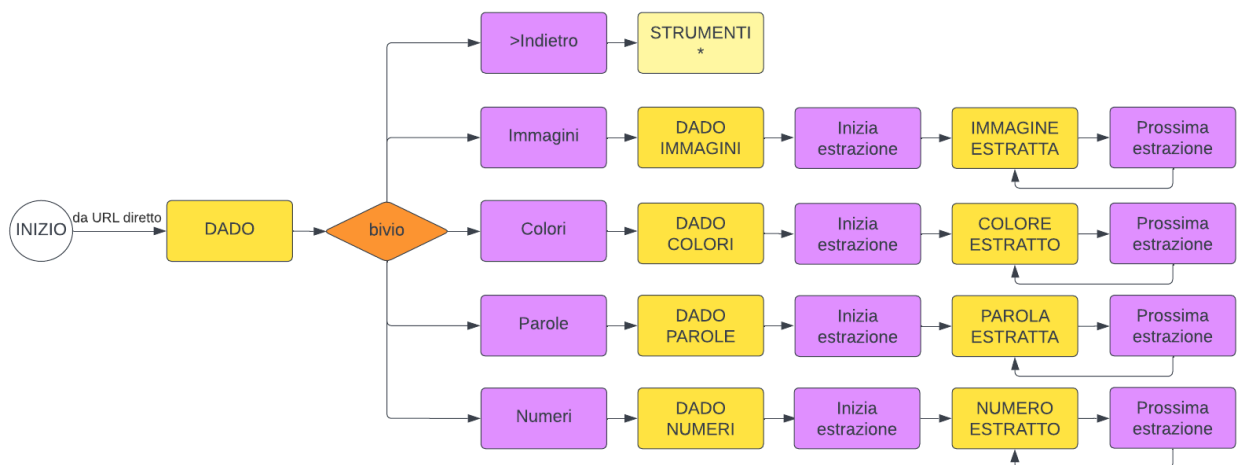 >Indietro
STRUMENTI
*
Immagini
DADO
IMMAGINI
Inizia
estrazione
IMMAGINE
ESTRATTA
Prossima
estrazione
INIZIO
da URL diretto
DADO
bivio
Colori
DADO
COLORI
Inizia
estrazione
COLORE
ESTRATTO
Prossima
estrazione
Parole
DADO
PAROLE
Inizia
estrazione
PAROLA
ESTRATTA
Prossima
estrazione
Numeri
DADO
NUMERI
Inizia
estrazione
NUMERO
ESTRATTO
Prossima
estrazione